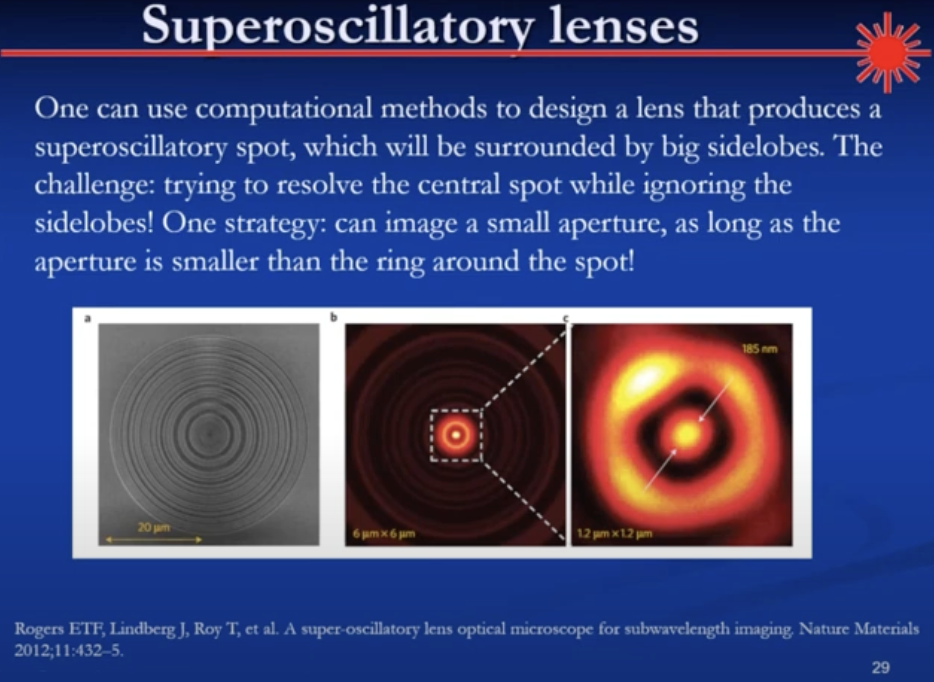 Superoscillatory lenses
One can use computational methods to design a lens that produces a
superoscillatory spot, which will be surrounded by big sidelobes. The
challenge: trying to resolve the central spot while ignoring the
sidelobes! One strategy: can image a small aperture, as long as the
aperture is smaller than the ring around the spot!
a
b
c
185 nm
20 µm
6 µm×6 µm
1.2 µm×1.2 µm
Rogers ETF, Lindberg J, Roy T, et al. A super-oscillatory lens optical microscope for subwavelength imaging. Nature Materials
2012;11:432–5.
29